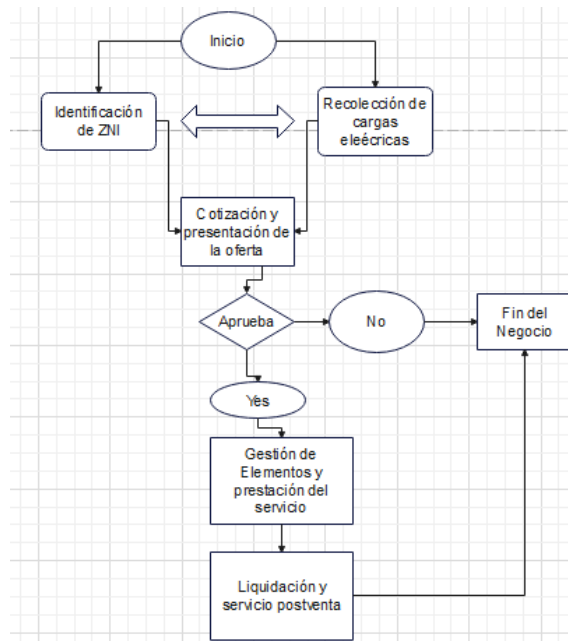 Inicio
Identificación
de ZNI
Recolección de
cargas
eleécricas
Cotización y
presentación de
la oferta
Aprueba
No
Fin del
Negocio
Yes
Gestión de
Elementos y
prestación del
servicio
Liquidación y
servicio postventa